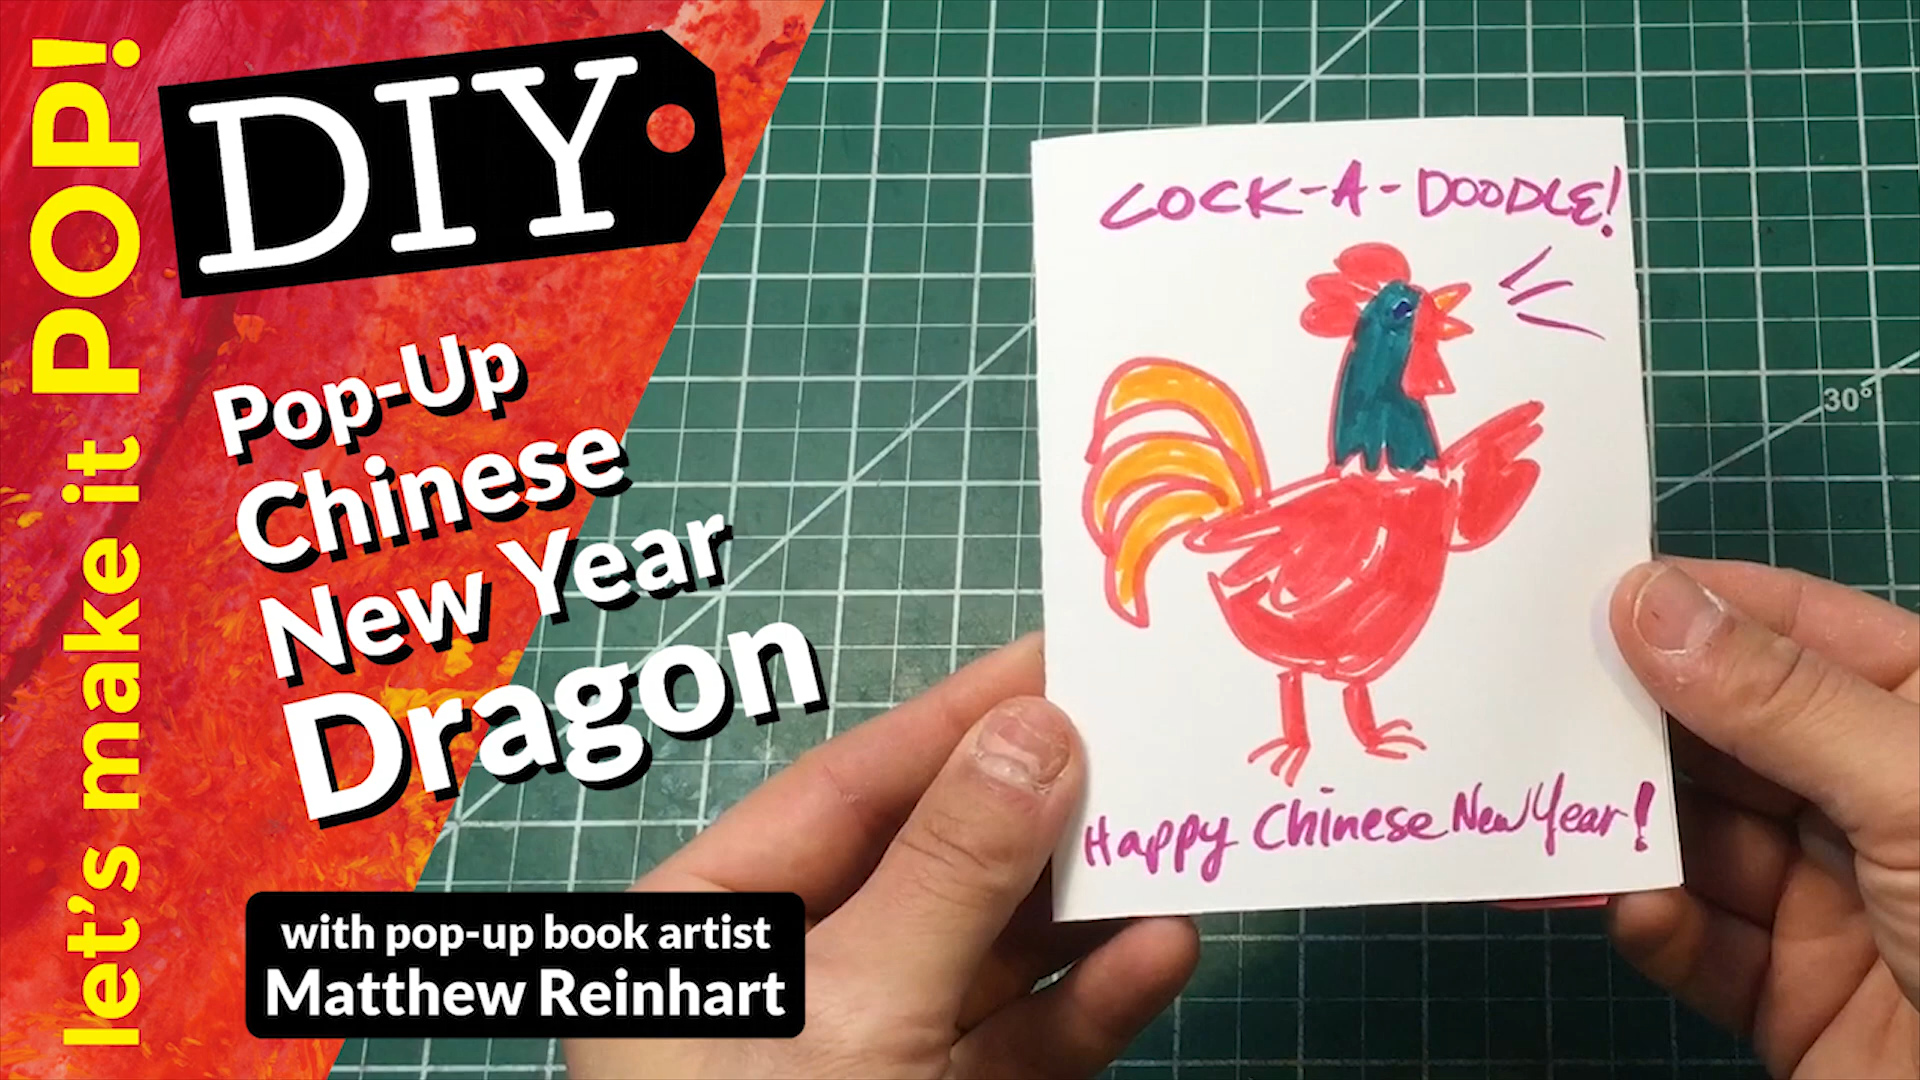 let's make it POP!
DIY
Pop-Up
Chinese
New Year
Dragon
with pop-up book artist
Matthew Reinhart
COCK-A-DOODLE!
Happy Chinese New Year!
30°